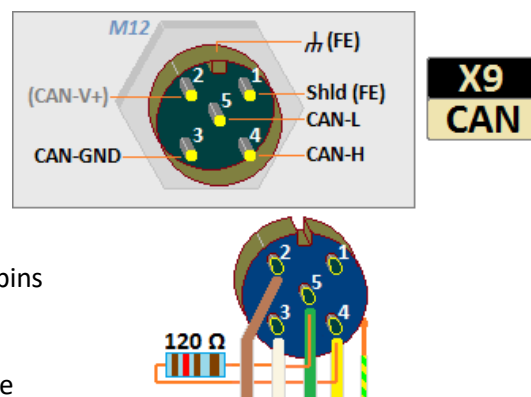 M12
(FE)
2
1
X9
(CAN-V+)
Shld (FE)
5
CAN-L
CAN
3
4
CAN-GND
CAN-H
2
1
pins
5
3
4
120 Ω